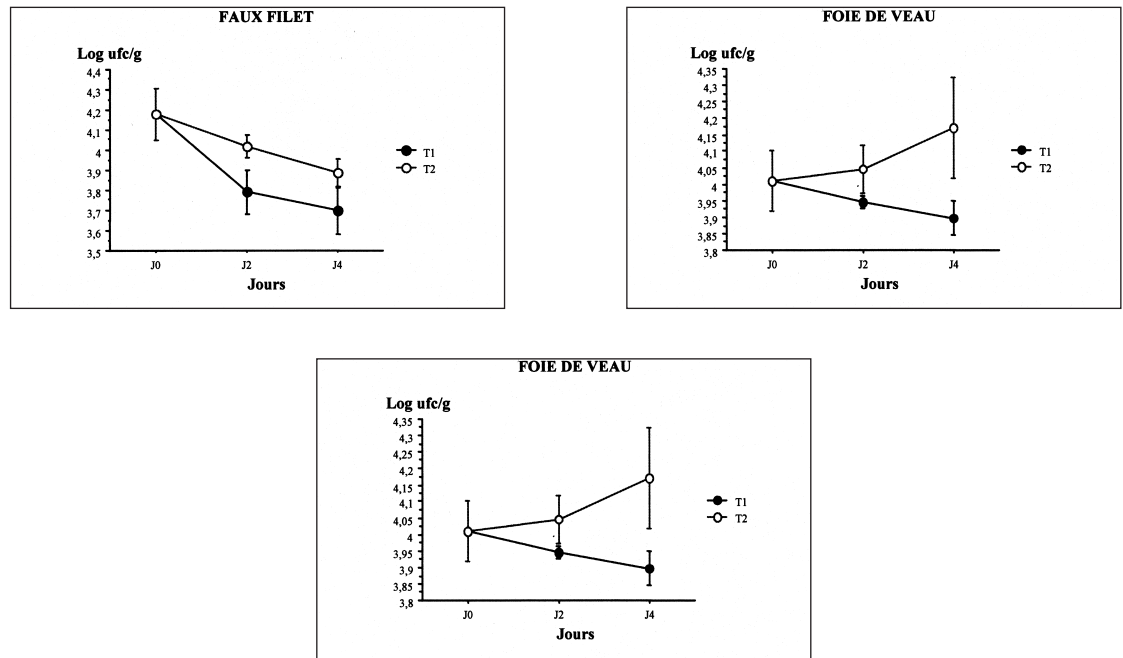 FAUX FILET
Log ufc/g
4,4
4,3
4,2
4,1
4
3,9
3,8
3,7
3,6
3,5
J0 J2 J4
Jours
T1
T2
FOIE DE VEAU
Log ufc/g
4,35
4,3
4,25
4,2
4,15
4,1
4,05
4
3,95
3,9
3,85
3,8
J0 J2 J4
Jours
T1
T2
FOIE DE VEAU
Log ufc/g
4,35
4,3
4,25
4,2
4,15
4,1
4,05
4
3,95
3,9
3,85
3,8
J0 J2 J4
Jours
T1
T2